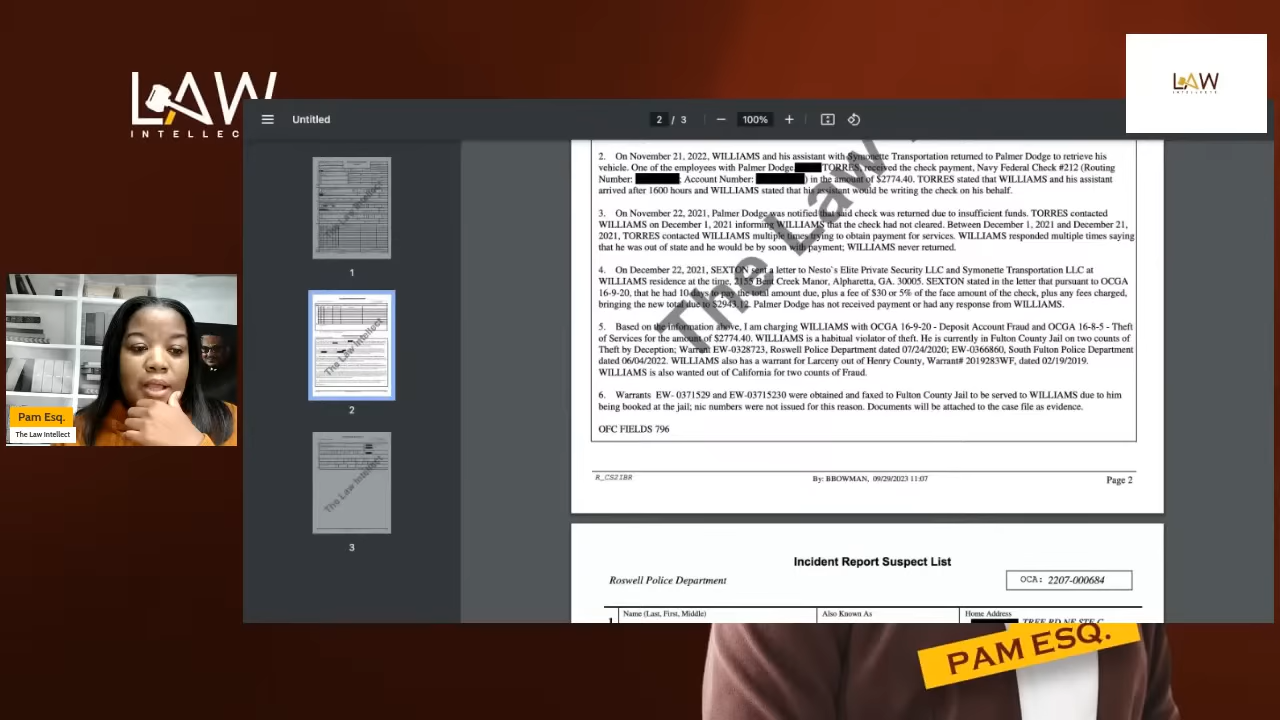 LAW
INTELLEC
LAW
INTELLECT
Untitled
2 / 3
100%
1
2
3
2. On November 21, 2022, WILLIAMS and his assistant with Symonette Transportation returned to Palmer Dodge to retrieve his
vehicle. One of the employees with Palmer Dodge TORRES, received the check payment, Navy Federal Check #212 (Routing
Number: ; Account Number: ) in the amount of $2774.40. TORRES stated that WILLIAMS and his assistant
arrived after 1600 hours and WILLIAMS stated that his assistant would be writing the check on his behalf.
3. On November 22, 2021, Palmer Dodge was notified that said check was returned due to insufficient funds. TORRES contacted
WILLIAMS on December 1, 2021 informing WILLIAMS that the check had not cleared. Between December 1, 2021 and December 21,
2021, TORRES contacted WILLIAMS multiple times trying to obtain payment for services. WILLIAMS responded multiple times saying
that he was out of state and he would be by soon with payment; WILLIAMS never returned.
4. On December 22, 2021, SEXTON sent a letter to Nesto`s Elite Private Security LLC and Symonette Transportation LLC at
WILLIAMS residence at the time, 2155 Bent Creek Manor, Alpharetta, GA. 30005. SEXTON stated in the letter that pursuant to OCGA
16-9-20, that he had 10 days to pay the total amount due, plus a fee of $30 or 5% of the face amount of the check, plus any fees charged,
bringing the new total due to $2943.12. Palmer Dodge has not received payment or had any response from WILLIAMS.
5. Based on the information above, I am charging WILLIAMS with OCGA 16-9-20 - Deposit Account Fraud and OCGA 16-8-5 - Theft
of Services for the amount of $2774.40. WILLIAMS is a habitual violator of theft. He is currently in Fulton County Jail on two counts of
Theft by Deception; Warrant EW-0328723, Roswell Police Department dated 07/24/2020; EW-0366860, South Fulton Police Department
dated 06/04/2022. WILLIAMS also has a warrant for Larceny out of Henry County, Warrant# 2019283WF, dated 02/19/2019.
WILLIAMS is also wanted out of California for two counts of Fraud.
6. Warrants EW- 0371529 and EW-03715230 were obtained and faxed to Fulton County Jail to be served to WILLIAMS due to him
being booked at the jail; nic numbers were not issued for this reason. Documents will be attached to the case file as evidence.
OFC FIELDS 796
The Law
R_CS2IBR
By: BBOWMAN, 09/29/2023 11:07
Page 2
Incident Report Suspect List
Roswell Police Department
OCA: 2207-000684
Name (Last, First, Middle)
Also Known As
Home Address
1
TREE RD NE STE C
Pam Esq.
The Law Intellect
PAM ESQ.